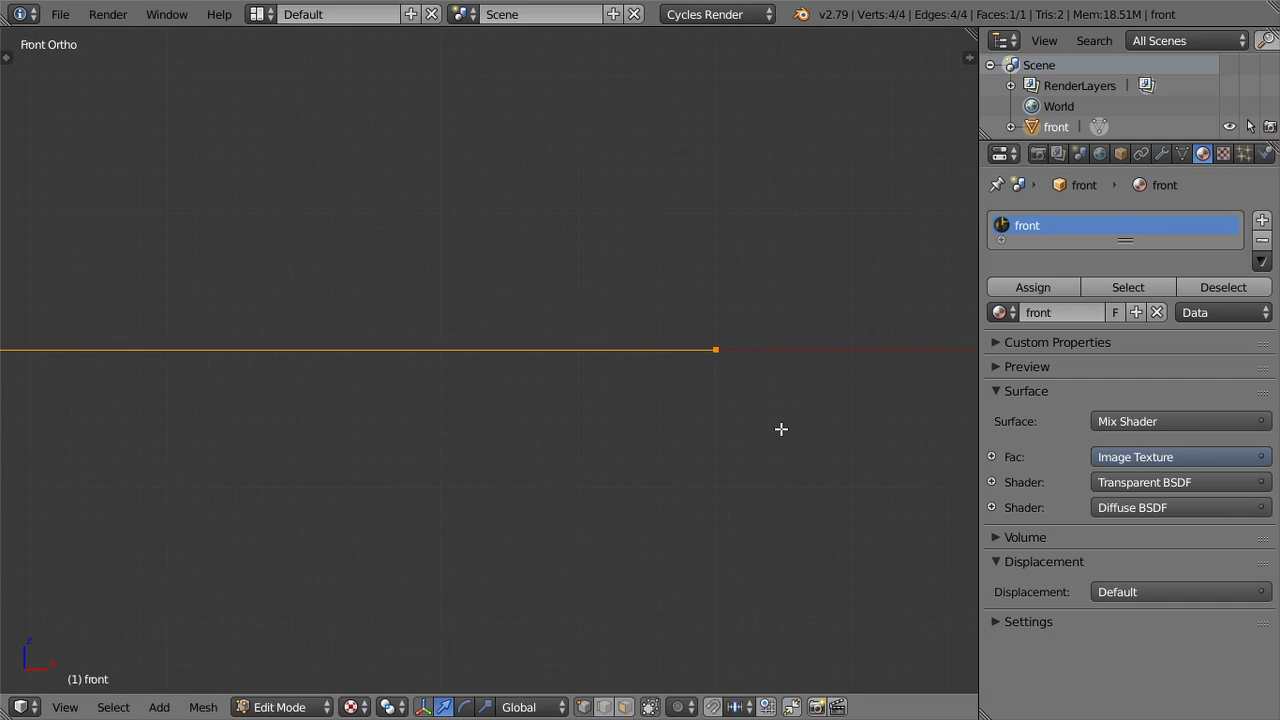 File Render Window Help Default Scene Cycles Render v2.79 | Verts:4/4 | Edges:4/4 | Faces:1/1 | Tris:2 | Mem:18.51M | front
Front Ortho
View Search All Scenes
Scene
RenderLayers |
World
front |
front front
front
Assign Select Deselect
front F Data
Custom Properties
Preview
Surface
Surface: Mix Shader
Fac: Image Texture
Shader: Transparent BSDF
Shader: Diffuse BSDF
Volume
Displacement
Displacement: Default
Settings
z
x
(1) front
View Select Add Mesh Edit Mode Global